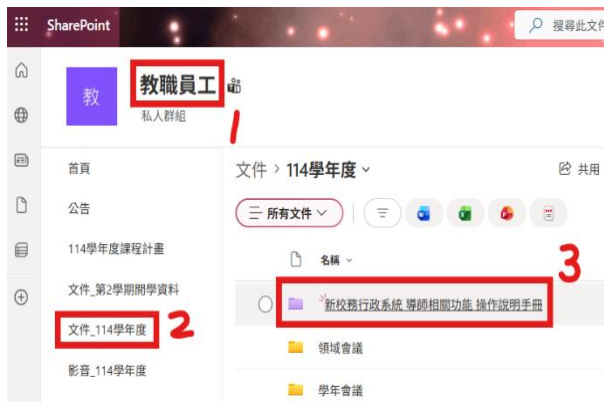 SharePoint
搜尋此文件
教
教職員工
私人群組
1
首頁
公告
114學年度課程計畫
文件_第2學期開學資料
文件_114學年度
2
影音_114學年度
文件 > 114學年度
共用
所有文件
名稱
3
新校務行政系統 導師相關功能 操作說明手冊
領域會議
學年會議